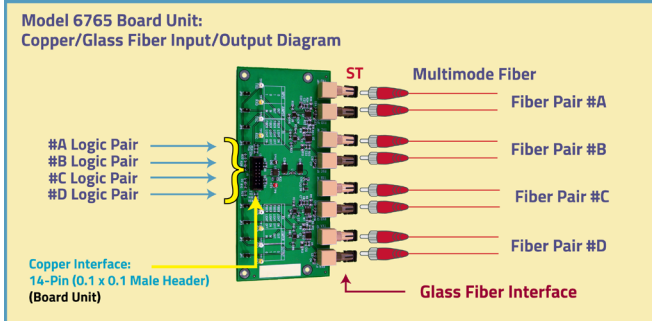 Model 6765 Board Unit:
Copper/Glass Fiber Input/Output Diagram
ST
Multimode Fiber
Fiber Pair #A
#A Logic Pair
#B Logic Pair
#C Logic Pair
#D Logic Pair
Fiber Pair #B
Fiber Pair #C
Fiber Pair #D
Copper Interface:
14-Pin (0.1 x 0.1 Male Header)
(Board Unit)
Glass Fiber Interface